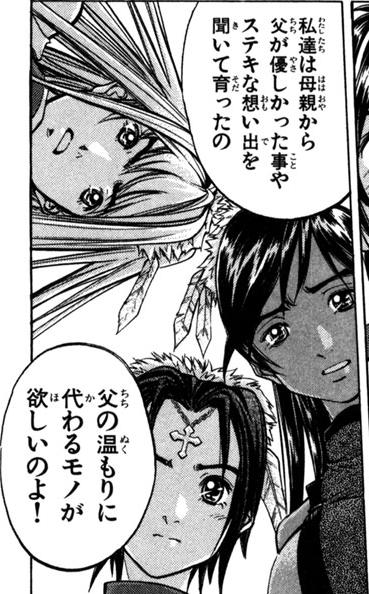 私達は母親から
父が優しかった事や
ステキな想い出を
聞いて育ったの
父の温もりに
代わるモノが
欲しいのよ!